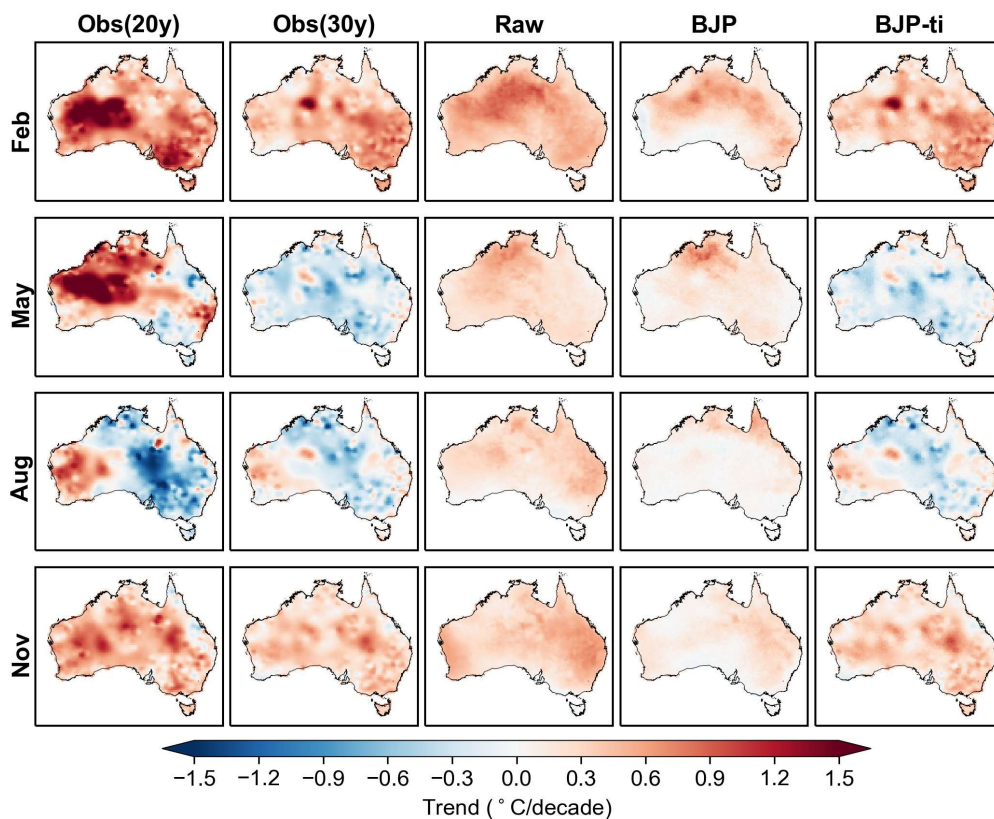 Obs(20y) Obs(30y) Raw BJP BJP-ti
Feb
May
Aug
Nov
−1.5 −1.2 −0.9 −0.6 −0.3 0.0 0.3 0.6 0.9 1.2 1.5
Trend (°C/decade)